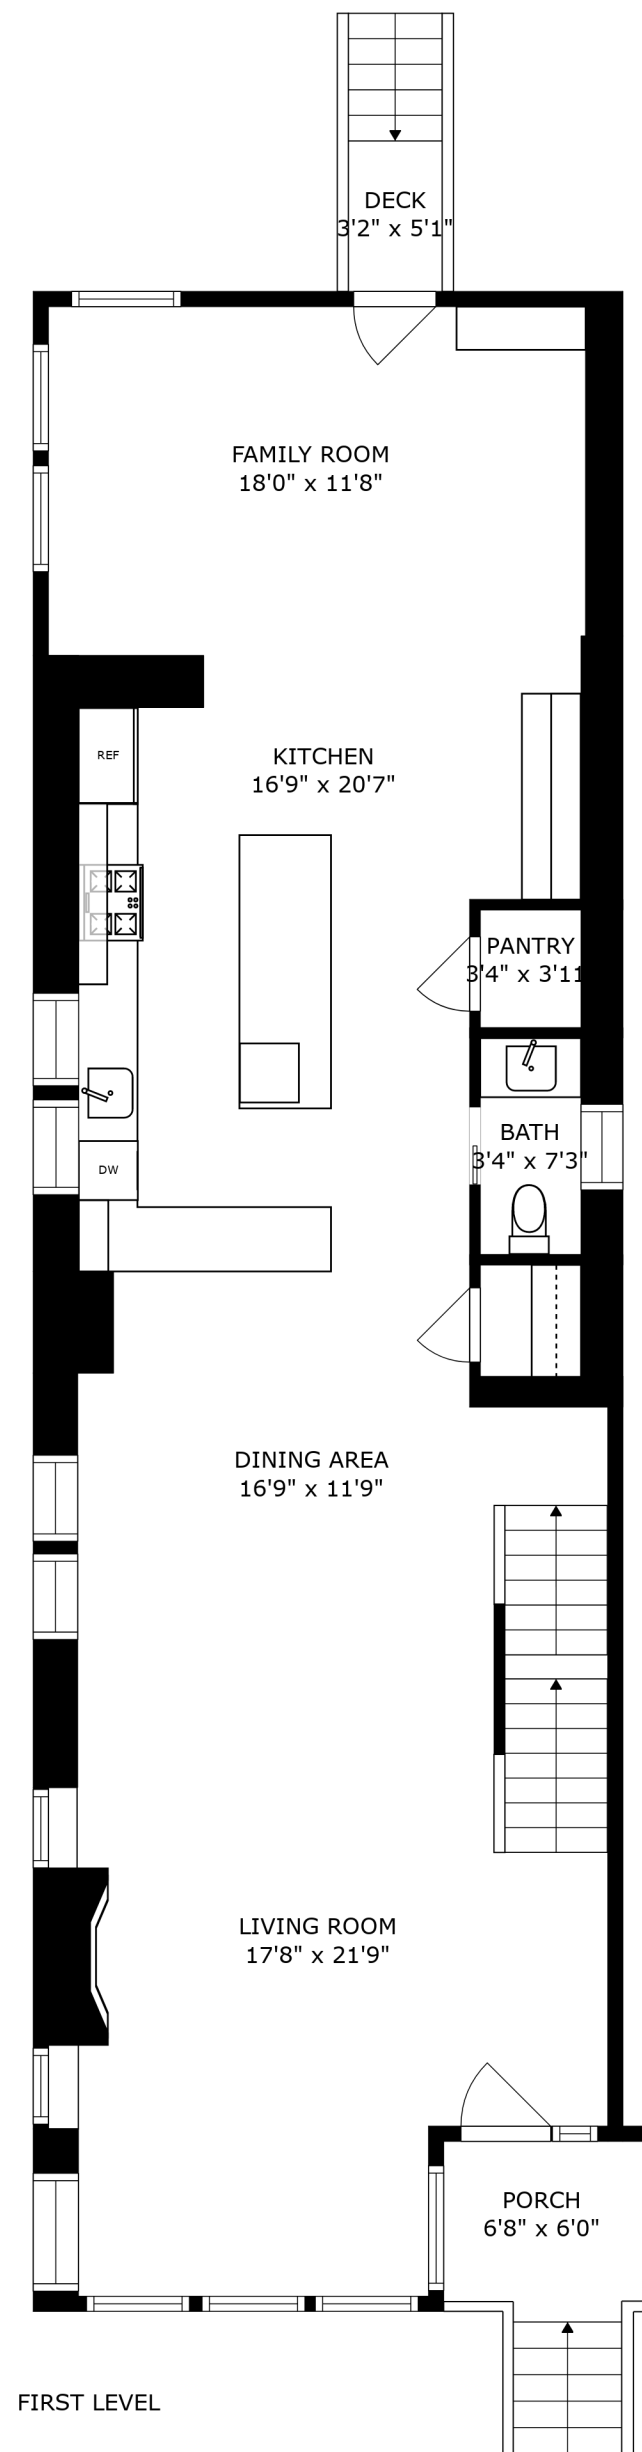 DECK
3'2" x 5'1"
FAMILY ROOM
18'0" x 11'8"
REF
KITCHEN
16'9" x 20'7"
PANTRY
3'4" x 3'11
BATH
3'4" x 7'3"
DW
DINING AREA
16'9" x 11'9"
LIVING ROOM
17'8" x 21'9"
PORCH
6'8" x 6'0"
FIRST LEVEL